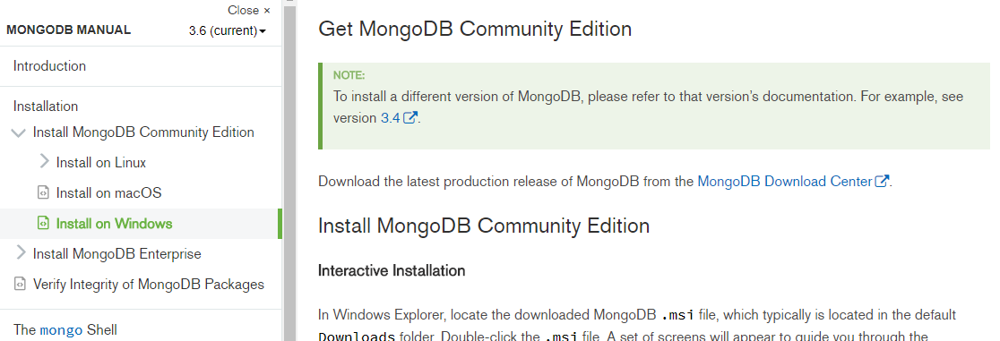 Close ×
MONGODB MANUAL
3.6 (current)
Introduction
Installation
Install MongoDB Community Edition
Install on Linux
Install on macOS
Install on Windows
Install MongoDB Enterprise
Verify Integrity of MongoDB Packages
The mongo Shell
Get MongoDB Community Edition
NOTE:
To install a different version of MongoDB, please refer to that version's documentation. For example, see
version 3.4.
Download the latest production release of MongoDB from the MongoDB Download Center.
Install MongoDB Community Edition
Interactive Installation
In Windows Explorer, locate the downloaded MongoDB .msi file, which typically is located in the default
Downloads folder. Double-click the .msi file. A set of screens will appear to guide you through the